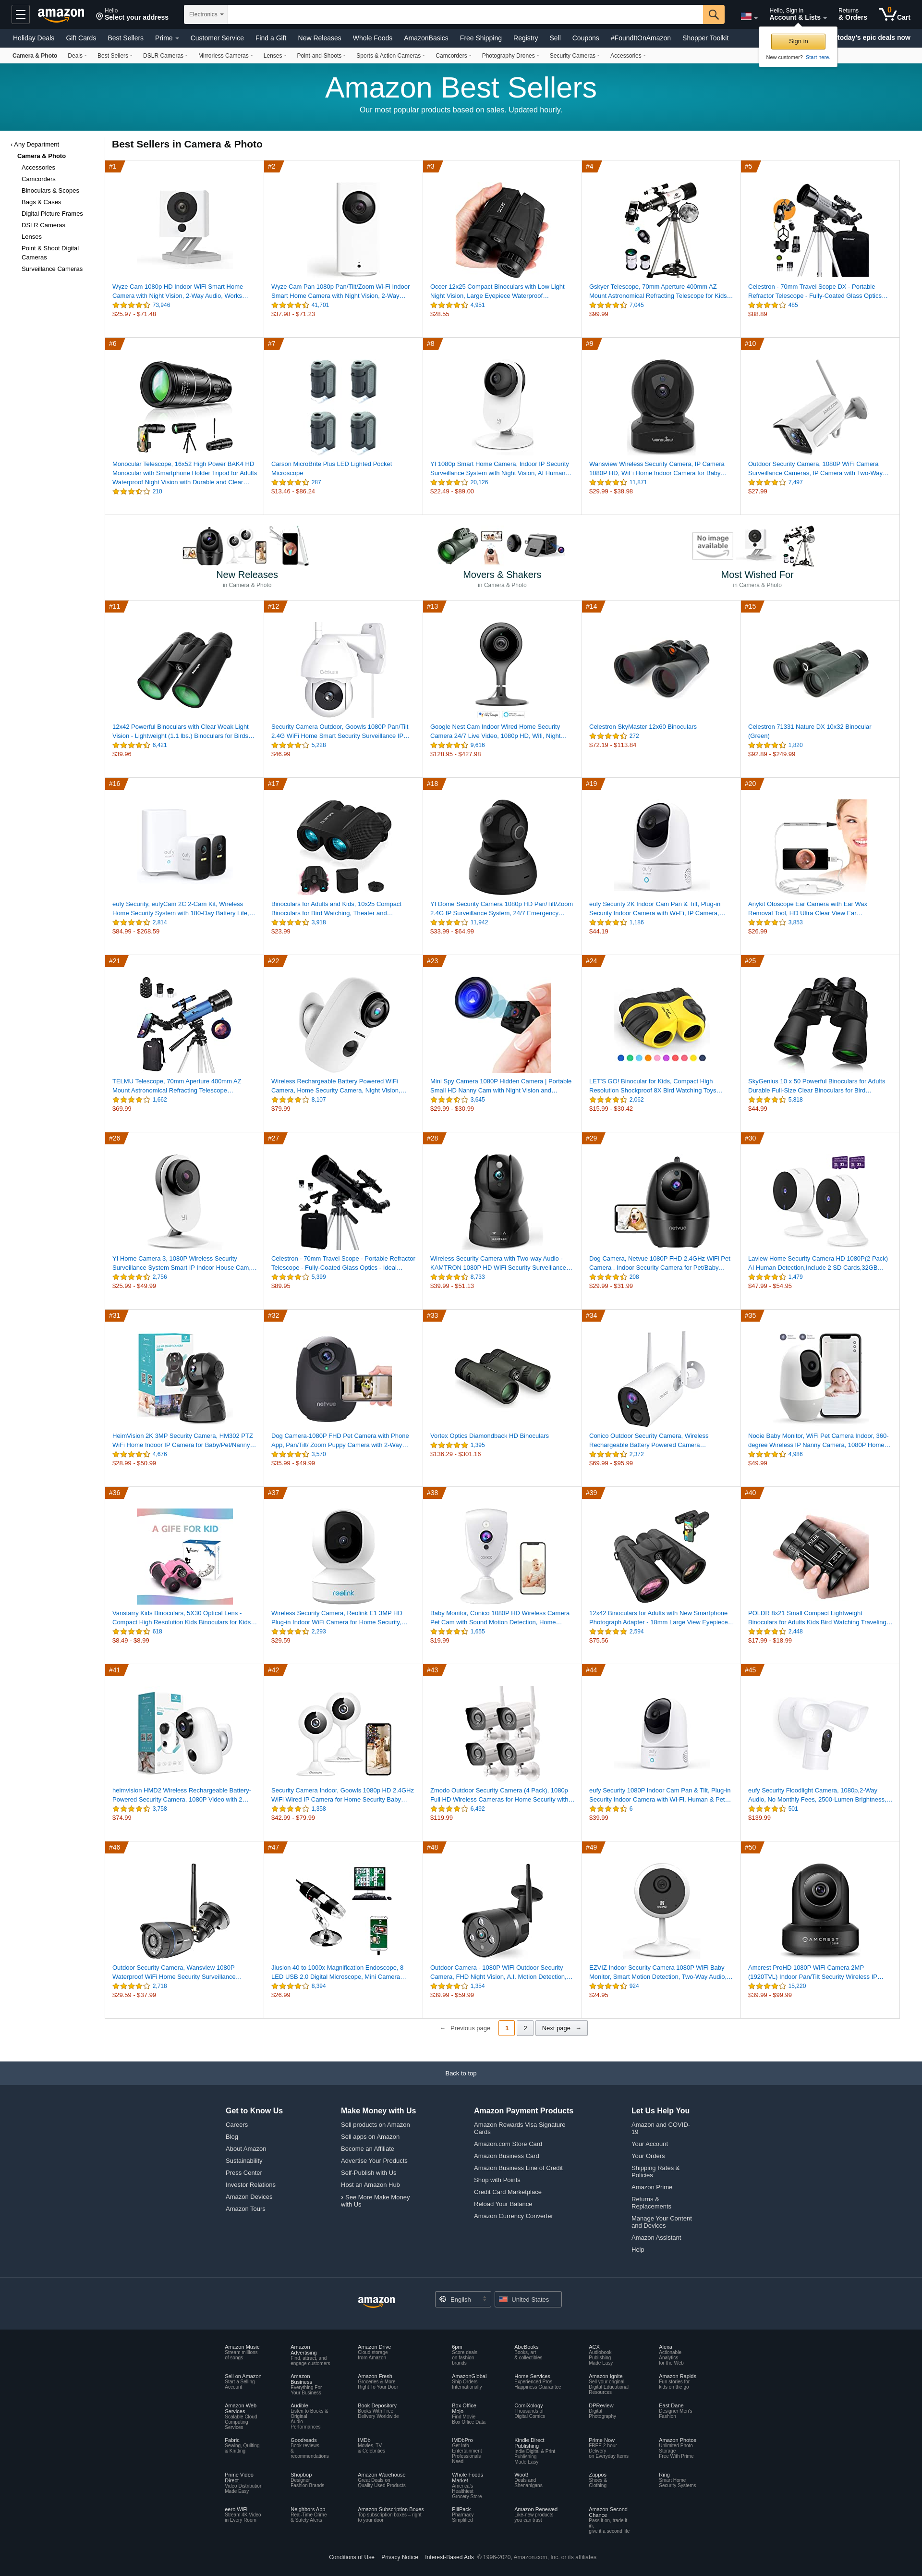 amazon
Hello
Select your address
Electronics
Hello, Sign in
Account & Lists
Returns
& Orders
0
Cart
Holiday Deals
Gift Cards
Best Sellers
Prime
Customer Service
Find a Gift
New Releases
Whole Foods
AmazonBasics
Free Shipping
Registry
Sell
Coupons
#FoundItOnAmazon
Shopper Toolkit
today's epic deals now
Sign in
New customer? Start here.
Camera & Photo
Deals
Best Sellers
DSLR Cameras
Mirrorless Cameras
Lenses
Point-and-Shoots
Sports & Action Cameras
Camcorders
Photography Drones
Security Cameras
Accessories
Amazon Best Sellers
Our most popular products based on sales. Updated hourly.
‹ Any Department
Camera & Photo
Accessories
Camcorders
Binoculars & Scopes
Bags & Cases
Digital Picture Frames
DSLR Cameras
Lenses
Point & Shoot Digital
Cameras
Surveillance Cameras
Best Sellers in Camera & Photo
#1
Wyze Cam 1080p HD Indoor WiFi Smart Home
Camera with Night Vision, 2-Way Audio, Works…
73,946
$25.97 - $71.48
#2
Wyze Cam Pan 1080p Pan/Tilt/Zoom Wi-Fi Indoor
Smart Home Camera with Night Vision, 2-Way…
41,701
$37.98 - $71.23
#3
Occer 12x25 Compact Binoculars with Low Light
Night Vision, Large Eyepiece Waterproof…
4,951
$28.55
#4
Gskyer Telescope, 70mm Aperture 400mm AZ
Mount Astronomical Refracting Telescope for Kids…
7,045
$99.99
#5
Celestron - 70mm Travel Scope DX - Portable
Refractor Telescope - Fully-Coated Glass Optics…
485
$88.89
#6
Monocular Telescope, 16x52 High Power BAK4 HD
Monocular with Smartphone Holder Tripod for Adults
Waterproof Night Vision with Durable and Clear…
210
#7
Carson MicroBrite Plus LED Lighted Pocket
Microscope
287
$13.46 - $86.24
#8
YI 1080p Smart Home Camera, Indoor IP Security
Surveillance System with Night Vision, AI Human…
20,126
$22.49 - $89.00
#9
Wansview Wireless Security Camera, IP Camera
1080P HD, WiFi Home Indoor Camera for Baby…
11,871
$29.99 - $38.98
#10
Outdoor Security Camera, 1080P WiFi Camera
Surveillance Cameras, IP Camera with Two-Way…
7,497
$27.99
No image
available
New Releases
in Camera & Photo
Movers & Shakers
in Camera & Photo
Most Wished For
in Camera & Photo
#11
12x42 Powerful Binoculars with Clear Weak Light
Vision - Lightweight (1.1 lbs.) Binoculars for Birds…
6,421
$39.96
#12
Security Camera Outdoor, Goowls 1080P Pan/Tilt
2.4G WiFi Home Smart Security Surveillance IP…
5,228
$46.99
#13
Google Nest Cam Indoor Wired Home Security
Camera 24/7 Live Video, 1080p HD, Wifi, Night…
9,616
$128.95 - $427.98
#14
Celestron SkyMaster 12x60 Binoculars
272
$72.19 - $113.84
#15
Celestron 71331 Nature DX 10x32 Binocular
(Green)
1,820
$92.89 - $249.99
#16
eufy Security, eufyCam 2C 2-Cam Kit, Wireless
Home Security System with 180-Day Battery Life,…
2,814
$84.99 - $268.59
#17
Binoculars for Adults and Kids, 10x25 Compact
Binoculars for Bird Watching, Theater and…
3,918
$23.99
#18
YI Dome Security Camera 1080p HD Pan/Tilt/Zoom
2.4G IP Surveillance System, 24/7 Emergency…
11,942
$33.99 - $64.99
#19
eufy Security 2K Indoor Cam Pan & Tilt, Plug-in
Security Indoor Camera with Wi-Fi, IP Camera,…
1,186
$44.19
#20
Anykit Otoscope Ear Camera with Ear Wax
Removal Tool, HD Ultra Clear View Ear…
3,853
$26.99
#21
TELMU Telescope, 70mm Aperture 400mm AZ
Mount Astronomical Refracting Telescope…
1,662
$69.99
#22
Wireless Rechargeable Battery Powered WiFi
Camera, Home Security Camera, Night Vision,…
8,107
$79.99
#23
Mini Spy Camera 1080P Hidden Camera | Portable
Small HD Nanny Cam with Night Vision and…
3,645
$29.99 - $30.99
#24
LET'S GO! Binocular for Kids, Compact High
Resolution Shockproof 8X Bird Watching Toys…
2,062
$15.99 - $30.42
#25
SkyGenius 10 x 50 Powerful Binoculars for Adults
Durable Full-Size Clear Binoculars for Bird…
5,818
$44.99
#26
YI Home Camera 3, 1080P Wireless Security
Surveillance System Smart IP Indoor House Cam,…
2,756
$25.99 - $49.99
#27
Celestron - 70mm Travel Scope - Portable Refractor
Telescope - Fully-Coated Glass Optics - Ideal…
5,399
$89.95
#28
Wireless Security Camera with Two-way Audio -
KAMTRON 1080P HD WiFi Security Surveillance…
8,733
$39.99 - $51.13
#29
Dog Camera, Netvue 1080P FHD 2.4GHz WiFi Pet
Camera , Indoor Security Camera for Pet/Baby…
208
$29.99 - $31.99
#30
Laview Home Security Camera HD 1080P(2 Pack)
AI Human Detection,Include 2 SD Cards,32GB…
1,479
$47.99 - $54.95
#31
HeimVision 2K 3MP Security Camera, HM302 PTZ
WiFi Home Indoor IP Camera for Baby/Pet/Nanny…
4,676
$28.99 - $50.99
#32
netvue
Dog Camera-1080P FHD Pet Camera with Phone
App, Pan/Tilt/ Zoom Puppy Camera with 2-Way…
3,570
$35.99 - $49.99
#33
Vortex Optics Diamondback HD Binoculars
1,395
$136.29 - $301.16
#34
Conico Outdoor Security Camera, Wireless
Rechargeable Battery Powered Camera…
2,372
$69.99 - $95.99
#35
Nooie Baby Monitor, WiFi Pet Camera Indoor, 360-
degree Wireless IP Nanny Camera, 1080P Home…
4,986
$49.99
#36
A GIFE FOR KID
Vanstarry Kids Binoculars, 5X30 Optical Lens -
Compact High Resolution Kids Binoculars for Kids…
618
$8.49 - $8.99
#37
reolink
Wireless Security Camera, Reolink E1 3MP HD
Plug-in Indoor WiFi Camera for Home Security,…
2,293
$29.59
#38
Baby Monitor, Conico 1080P HD Wireless Camera
Pet Cam with Sound Motion Detection, Home…
1,655
$19.99
#39
12x42 Binoculars for Adults with New Smartphone
Photograph Adapter - 18mm Large View Eyepiece…
2,594
$75.56
#40
POLDR 8x21 Small Compact Lightweight
Binoculars for Adults Kids Bird Watching Traveling…
2,448
$17.99 - $18.99
#41
heimvision HMD2 Wireless Rechargeable Battery-
Powered Security Camera, 1080P Video with 2…
3,758
$74.99
#42
Security Camera Indoor, Goowls 1080p HD 2.4GHz
WiFi Wired IP Camera for Home Security Baby…
1,358
$42.99 - $79.99
#43
Zmodo Outdoor Security Camera (4 Pack), 1080p
Full HD Wireless Cameras for Home Security with…
6,492
$119.99
#44
eufy Security 1080P Indoor Cam Pan & Tilt, Plug-in
Security Indoor Camera with Wi-Fi, Human & Pet…
6
$39.99
#45
eufy Security Floodlight Camera, 1080p,2-Way
Audio, No Monthly Fees, 2500-Lumen Brightness,…
501
$139.99
#46
Outdoor Security Camera, Wansview 1080P
Waterproof WiFi Home Security Surveillance…
2,718
$29.59 - $37.99
#47
Jiusion 40 to 1000x Magnification Endoscope, 8
LED USB 2.0 Digital Microscope, Mini Camera…
8,394
$26.99
#48
Outdoor Camera - 1080P WiFi Outdoor Security
Camera, FHD Night Vision, A.I. Motion Detection,…
1,354
$39.99 - $59.99
#49
EZVIZ Indoor Security Camera 1080P WiFi Baby
Monitor, Smart Motion Detection, Two-Way Audio,…
924
$24.95
#50
AMCREST
Amcrest ProHD 1080P WiFi Camera 2MP
(1920TVL) Indoor Pan/Tilt Security Wireless IP…
15,220
$39.99 - $99.99
← Previous page
1
2
Next page →
Back to top
Get to Know Us
Careers
Blog
About Amazon
Sustainability
Press Center
Investor Relations
Amazon Devices
Amazon Tours
Make Money with Us
Sell products on Amazon
Sell apps on Amazon
Become an Affiliate
Advertise Your Products
Self-Publish with Us
Host an Amazon Hub
› See More Make Money
with Us
Amazon Payment Products
Amazon Rewards Visa Signature
Cards
Amazon.com Store Card
Amazon Business Card
Amazon Business Line of Credit
Shop with Points
Credit Card Marketplace
Reload Your Balance
Amazon Currency Converter
Let Us Help You
Amazon and COVID-
19
Your Account
Your Orders
Shipping Rates &
Policies
Amazon Prime
Returns &
Replacements
Manage Your Content
and Devices
Amazon Assistant
Help
amazon
English
United States
Amazon Music
Stream millions
of songs
Amazon
Advertising
Find, attract, and
engage customers
Amazon Drive
Cloud storage
from Amazon
6pm
Score deals
on fashion
brands
AbeBooks
Books, art
& collectibles
ACX
Audiobook
Publishing
Made Easy
Alexa
Actionable
Analytics
for the Web
Sell on Amazon
Start a Selling
Account
Amazon
Business
Everything For
Your Business
Amazon Fresh
Groceries & More
Right To Your Door
AmazonGlobal
Ship Orders
Internationally
Home Services
Experienced Pros
Happiness Guarantee
Amazon Ignite
Sell your original
Digital Educational
Resources
Amazon Rapids
Fun stories for
kids on the go
Amazon Web
Services
Scalable Cloud
Computing
Services
Audible
Listen to Books &
Original
Audio
Performances
Book Depository
Books With Free
Delivery Worldwide
Box Office
Mojo
Find Movie
Box Office Data
ComiXology
Thousands of
Digital Comics
DPReview
Digital
Photography
East Dane
Designer Men's
Fashion
Fabric
Sewing, Quilting
& Knitting
Goodreads
Book reviews
&
recommendations
IMDb
Movies, TV
& Celebrities
IMDbPro
Get Info
Entertainment
Professionals
Need
Kindle Direct
Publishing
Indie Digital & Print
Publishing
Made Easy
Prime Now
FREE 2-hour
Delivery
on Everyday Items
Amazon Photos
Unlimited Photo
Storage
Free With Prime
Prime Video
Direct
Video Distribution
Made Easy
Shopbop
Designer
Fashion Brands
Amazon Warehouse
Great Deals on
Quality Used Products
Whole Foods
Market
America's
Healthiest
Grocery Store
Woot!
Deals and
Shenanigans
Zappos
Shoes &
Clothing
Ring
Smart Home
Security Systems
eero WiFi
Stream 4K Video
in Every Room
Neighbors App
Real-Time Crime
& Safety Alerts
Amazon Subscription Boxes
Top subscription boxes – right
to your door
PillPack
Pharmacy
Simplified
Amazon Renewed
Like-new products
you can trust
Amazon Second
Chance
Pass it on, trade it
in,
give it a second life
Conditions of Use
Privacy Notice
Interest-Based Ads
© 1996-2020, Amazon.com, Inc. or its affiliates